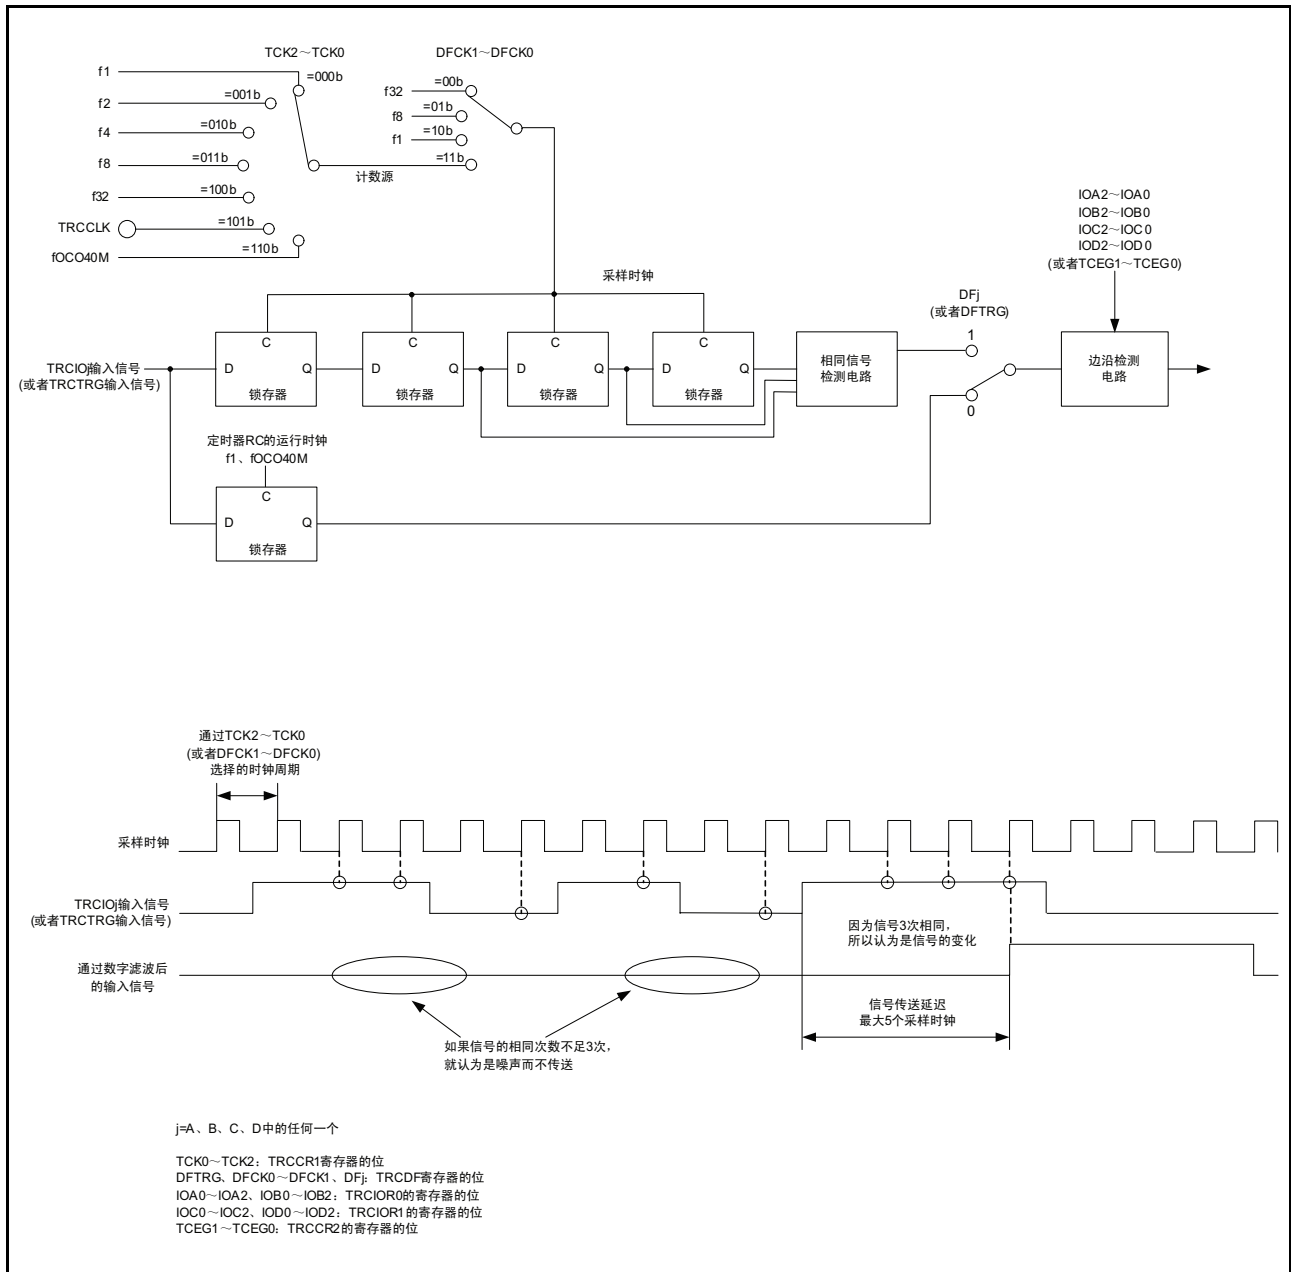 TCK2～TCK0
DFCK1～DFCK0
f1
=000b
f2
=001b
f4
=010b
f8
=011b
f32
=100b
TRCCLK
=101b
fOCO40M
=110b
计数源
f32
=00b
f8
=01b
f1
=10b
=11b
采样时钟
IOA2～IOA0
IOB2～IOB0
IOC2～IOC0
IOD2～IOD0
(或者TCEG1～TCEG0)
DFj
(或者DFTRG)
1
0
TRCIOj输入信号
(或者TRCTRG输入信号)
C
D
Q
锁存器
C
D
Q
锁存器
C
D
Q
锁存器
C
D
Q
锁存器
相同信号
检测电路
边沿检测
电路
定时器RC的运行时钟
f1、fOCO40M
C
D
Q
锁存器
通过TCK2～TCK0
(或者DFCK1～DFCK0)
选择的时钟周期
采样时钟
TRCIOj输入信号
(或者TRCTRG输入信号)
因为信号3次相同，
所以认为是信号的变化
通过数字滤波后
的输入信号
信号传送延迟
最大5个采样时钟
如果信号的相同次数不足3次，
就认为是噪声而不传送
j=A、B、C、D中的任何一个
TCK0～TCK2：TRCCR1寄存器的位
DFTRG、DFCK0～DFCK1、DFj：TRCDF寄存器的位
IOA0～IOA2、IOB0～IOB2：TRCIOR0的寄存器的位
IOC0～IOC2、IOD0～IOD2：TRCIOR1的寄存器的位
TCEG1～TCEG0：TRCCR2的寄存器的位